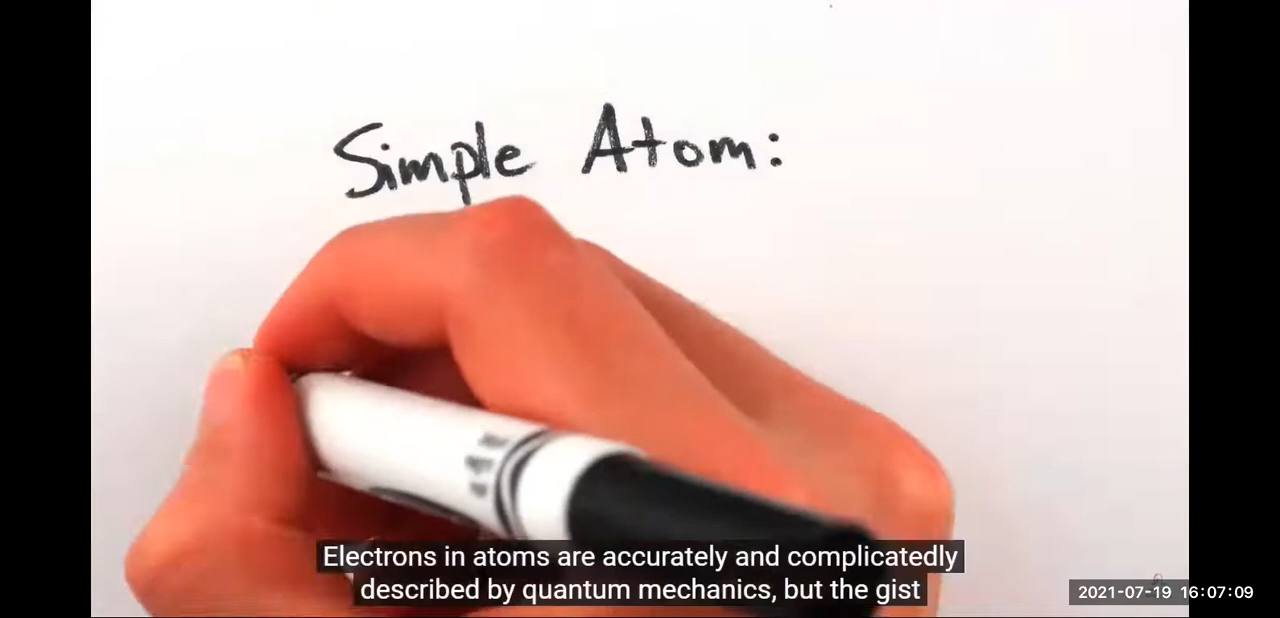 Simple Atom:
Electrons in atoms are accurately and complicatedly
described by quantum mechanics, but the gist
2021-07-19 16:07:09